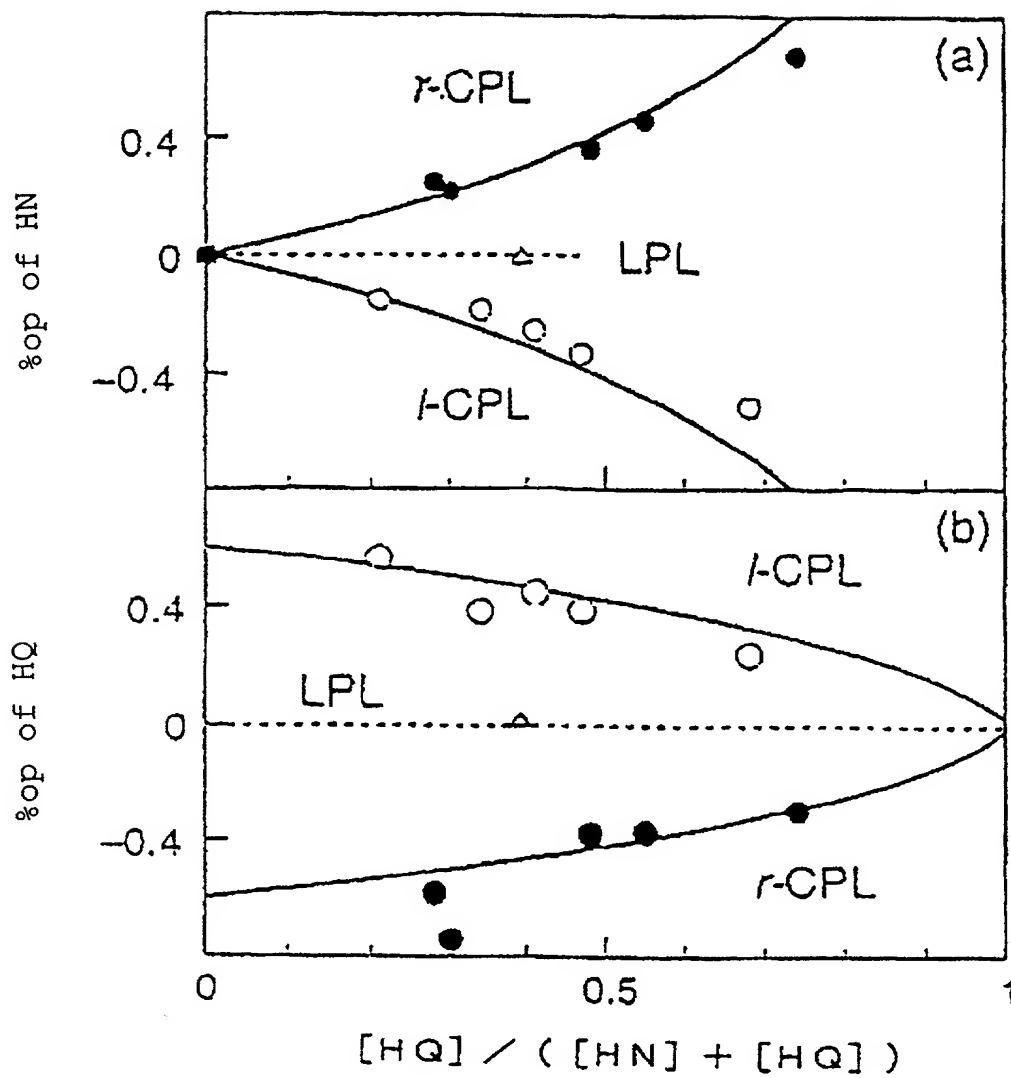 (a)
r-CPL
0.4
0
-0.4
LPL
l-CPL
%op of HN
(b)
l-CPL
0.4
0
-0.4
LPL
r-CPL
%op of HQ
0
0.5
1
[HQ] / ([HN] + [HQ])